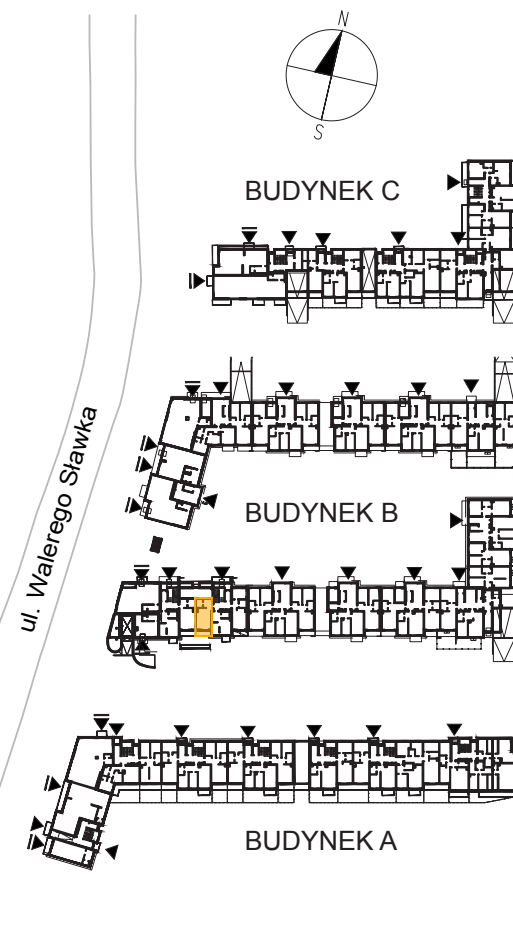 N
S
BUDYNEK C
ul. Walerego Sławka
BUDYNEK B
BUDYNEK A